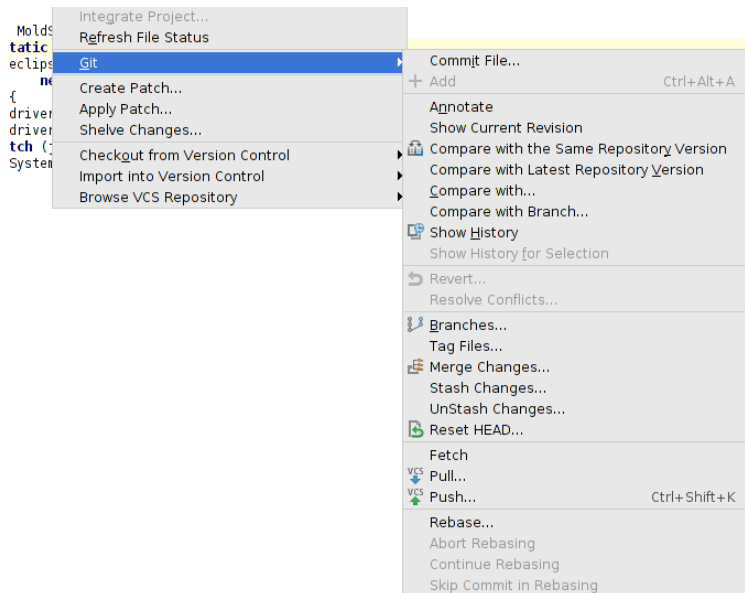 MoldS
tatic
eclips
ne
{
driver
driver
tch (
System
Integrate Project...
Refresh File Status
Git
Create Patch...
Apply Patch...
Shelve Changes...
Checkout from Version Control
Import into Version Control
Browse VCS Repository
Commit File...
Add Ctrl+Alt+A
Annotate
Show Current Revision
Compare with the Same Repository Version
Compare with Latest Repository Version
Compare with...
Compare with Branch...
Show History
Show History for Selection
Revert...
Resolve Conflicts...
Branches...
Tag Files...
Merge Changes...
Stash Changes...
UnStash Changes...
Reset HEAD...
Fetch
VCS Pull...
VCS Push... Ctrl+Shift+K
Rebase...
Abort Rebasing
Continue Rebasing
Skip Commit in Rebasing